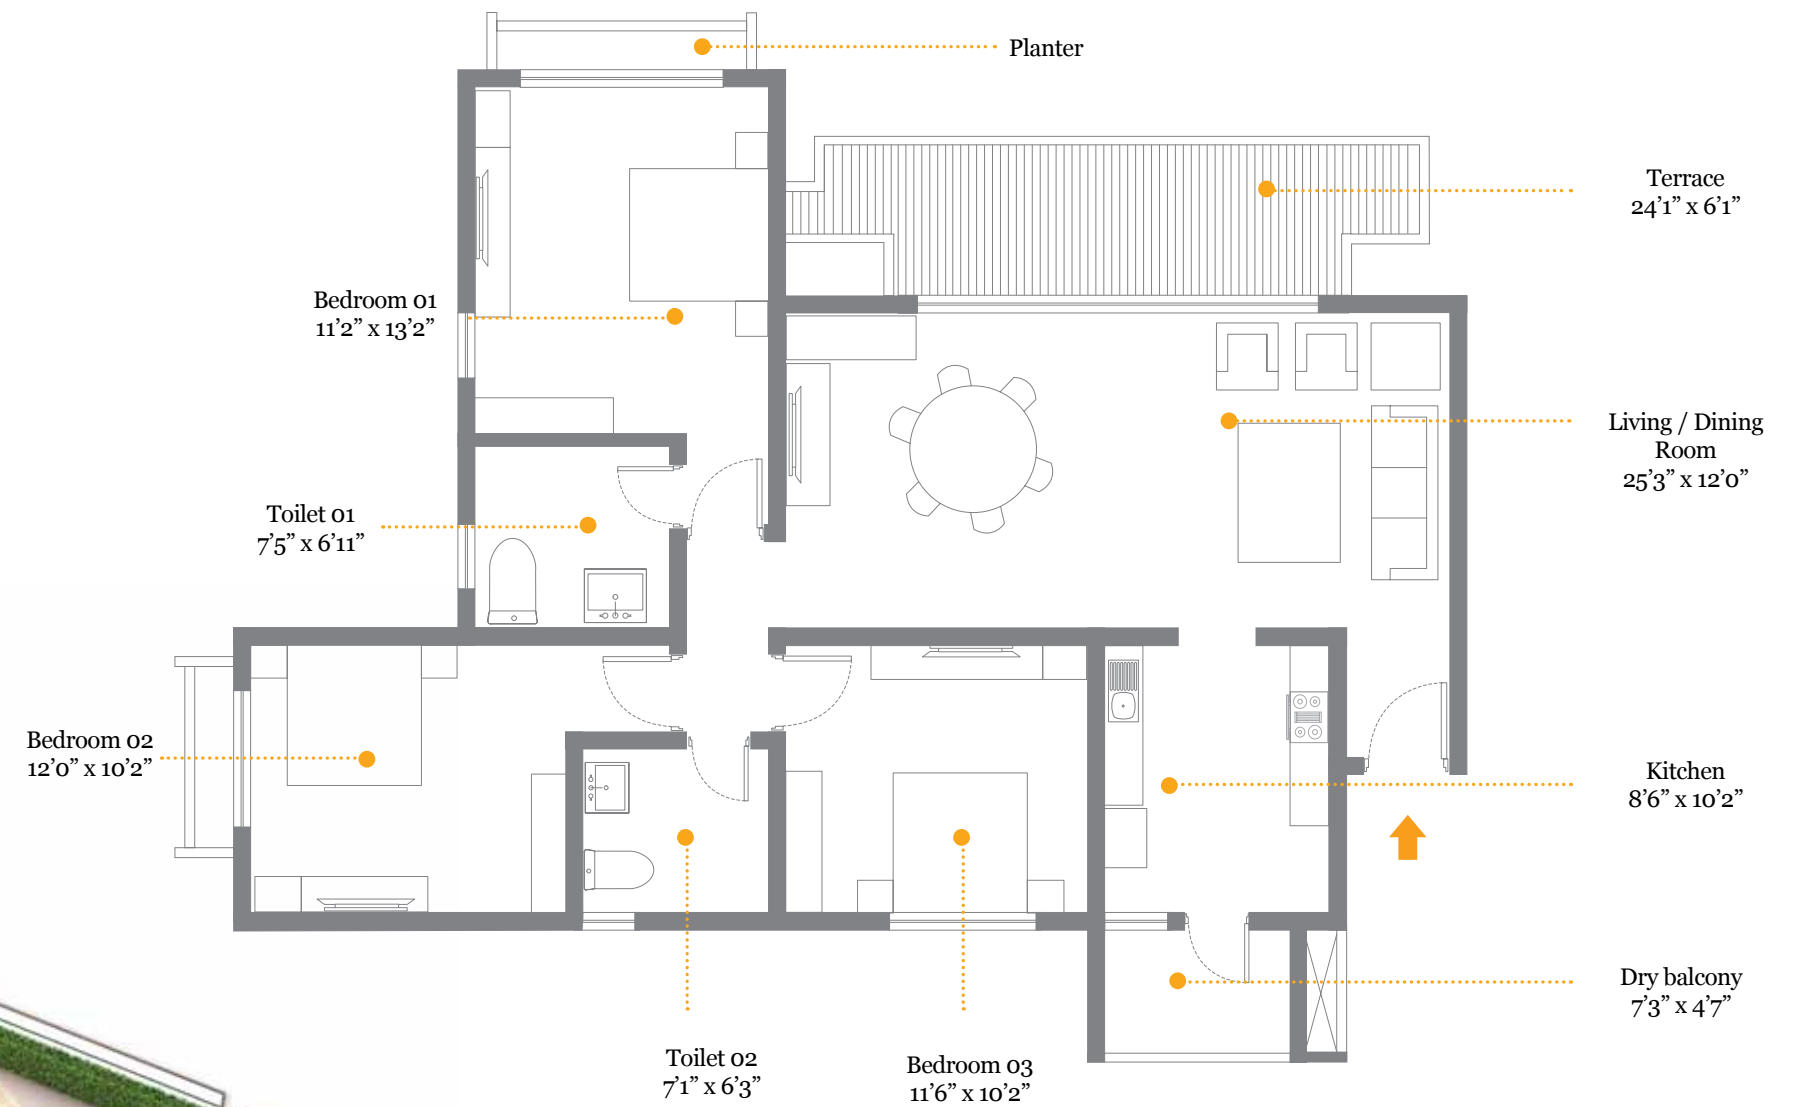 Planter
Terrace
24’1” x 6’1”
Bedroom 01
11’2” x 13’2”
Living / Dining
Room
25’3” x 12’0”
Toilet 01
7’5” x 6’11”
Bedroom 02
12’0” x 10’2”
Kitchen
8’6” x 10’2”
Dry balcony
7’3” x 4’7”
Toilet 02
7’1” x 6’3”
Bedroom 03
11’6” x 10’2”